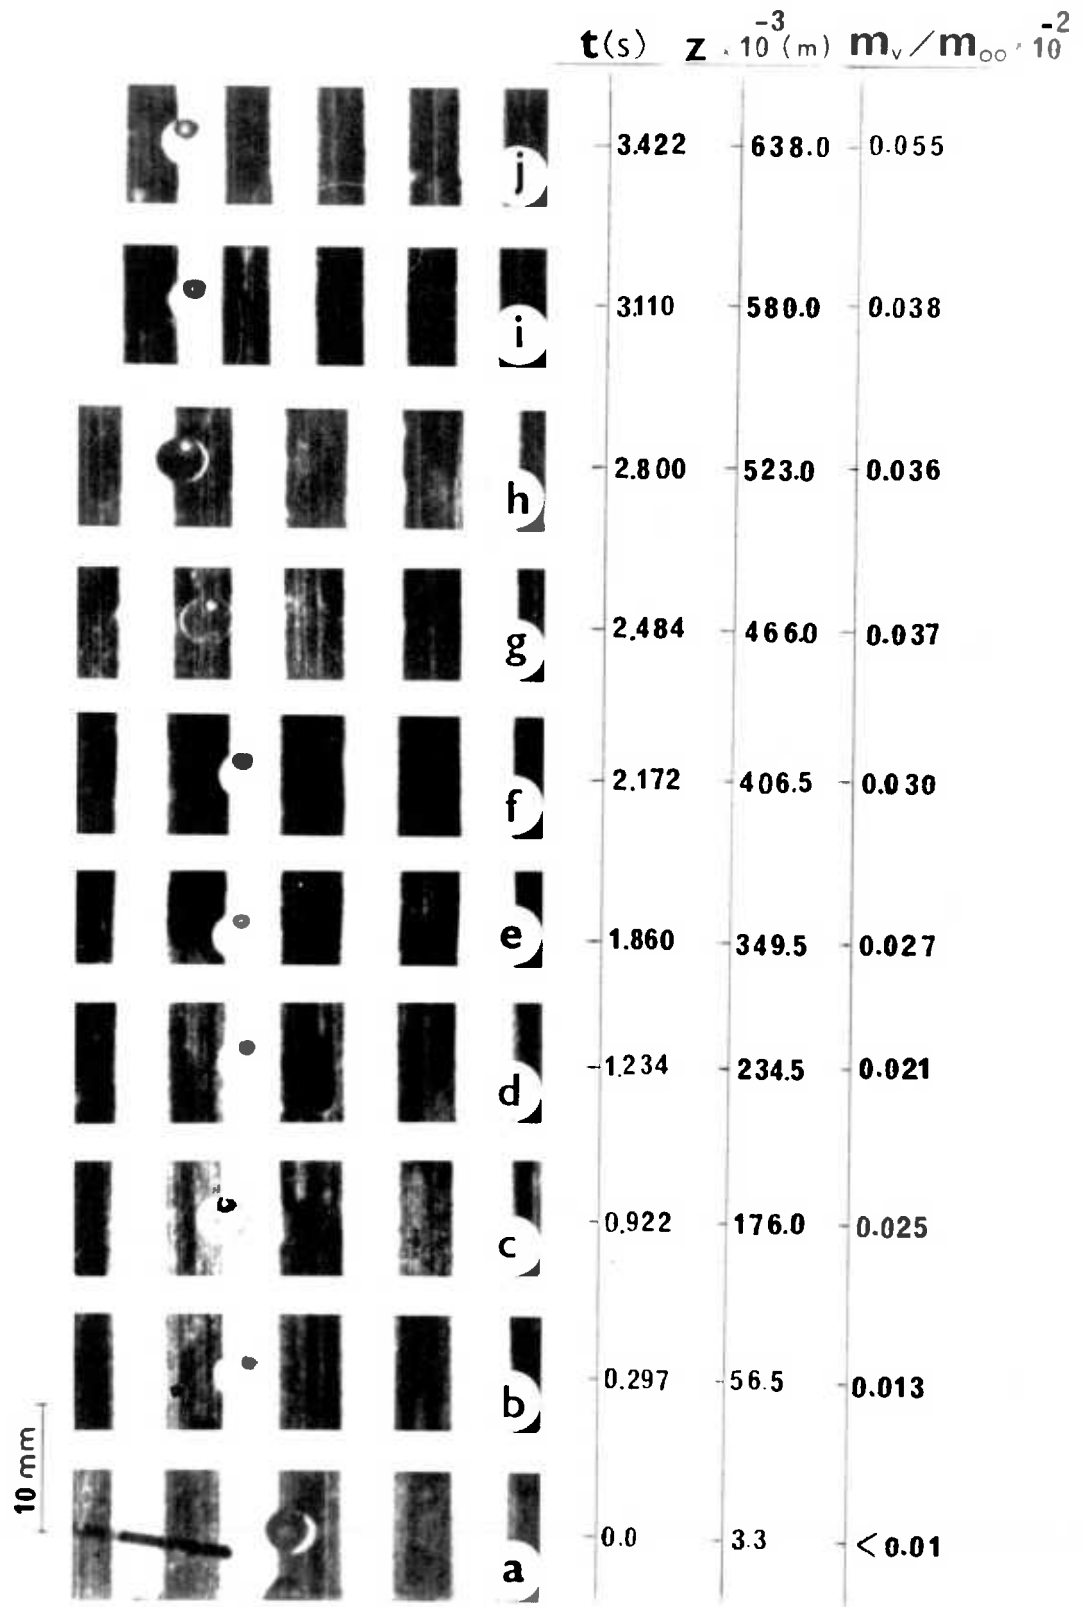 t(s) z · 10⁻³ (m) mᵥ/m∞ · 10⁻²
j 3.422 638.0 0.055
i 3.110 580.0 0.038
h 2.800 523.0 0.036
g 2.484 466.0 0.037
f 2.172 406.5 0.030
e 1.860 349.5 0.027
d 1.234 234.5 0.021
c 0.922 176.0 0.025
b 0.297 56.5 0.013
10 mm
a 0.0 3.3 <0.01